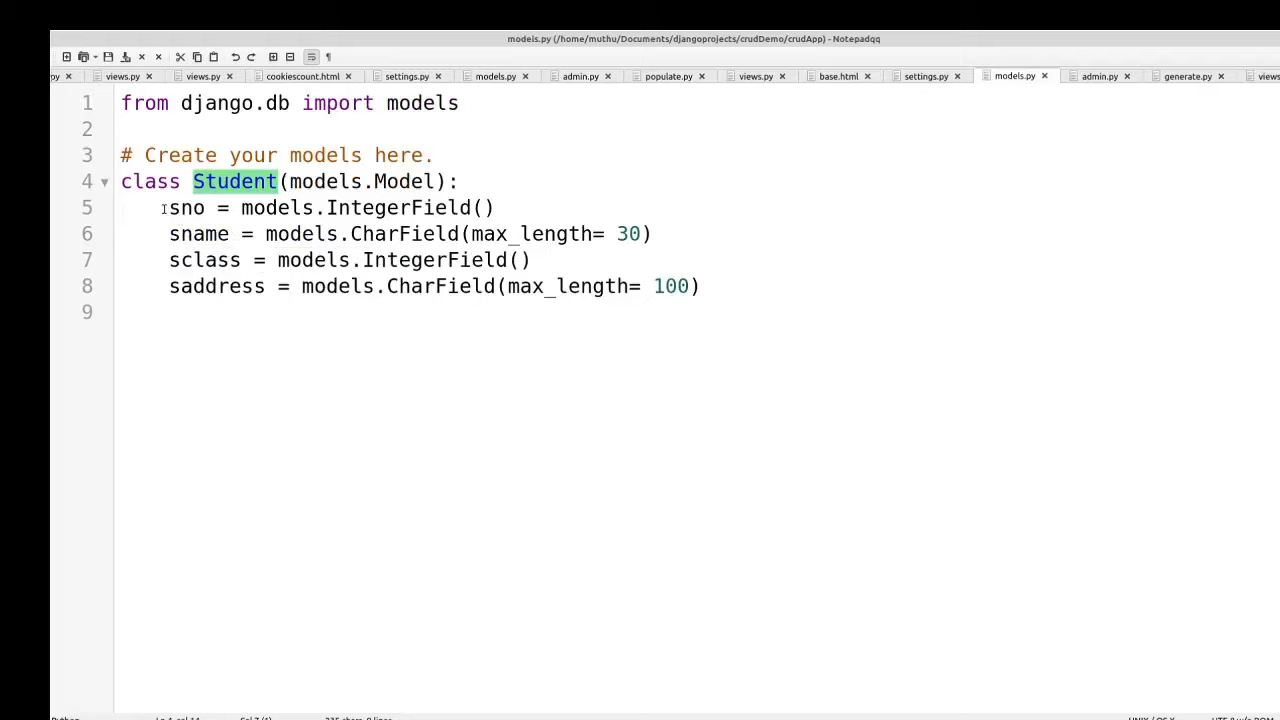 models.py (/home/muthu/Documents/djangoprojects/crudDemo/crudApp) - Notepadqq
py views.py views.py cookiescount.html settings.py models.py admin.py populate.py views.py base.html settings.py models.py admin.py generate.py views
1 from django.db import models
2
3 # Create your models here.
4 class Student(models.Model):
5 sno = models.IntegerField()
6 sname = models.CharField(max_length= 30)
7 sclass = models.IntegerField()
8 saddress = models.CharField(max_length= 100)
9